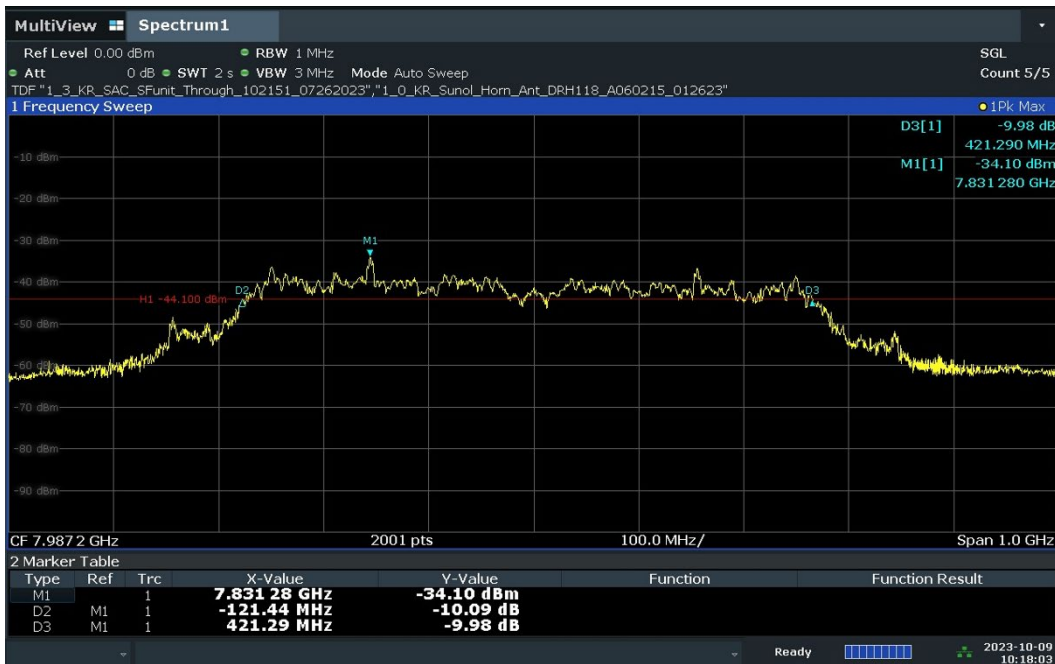 MultiView Spectrum1
Ref Level 0.00 dBm RBW 1 MHz SGL
Att 0 dB SWT 2 s VBW 3 MHz Mode Auto Sweep Count 5/5
TDF "1_3_KR_SAC_SFunit_Through_102151_07262023","1_0_KR_Sunol_Horn_Ant_DRH118_A060215_012623"
1 Frequency Sweep 1Pk Max
D3[1] -9.98 dB
421.290 MHz
M1[1] -34.10 dBm
7.831 280 GHz
-10 dBm
-20 dBm
-30 dBm
M1
-40 dBm
D2 D3
H1 -44.100 dBm
-50 dBm
-60 dBm
-70 dBm
-80 dBm
-90 dBm
CF 7.9872 GHz 2001 pts 100.0 MHz/ Span 1.0 GHz
2 Marker Table
Type Ref Trc X-Value Y-Value Function Function Result
M1 1 7.831 28 GHz -34.10 dBm
D2 M1 1 -121.44 MHz -10.09 dB
D3 M1 1 421.29 MHz -9.98 dB
Ready 2023-10-09
10:18:03